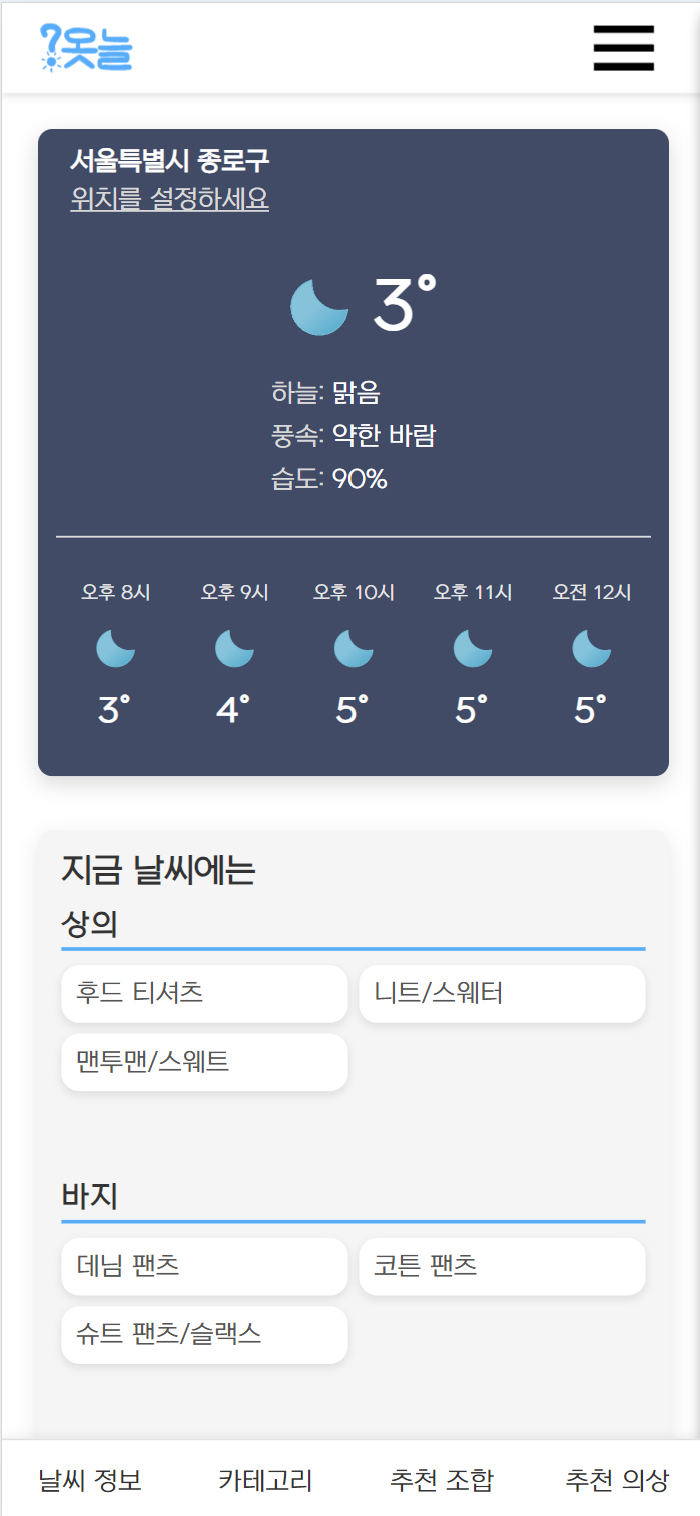 옷늘
서울특별시 종로구
위치를 설정하세요
3°
하늘: 맑음
풍속: 약한 바람
습도: 90%
오후 8시 오후 9시 오후 10시 오후 11시 오전 12시
3° 4° 5° 5° 5°
지금 날씨에는
상의
후드 티셔츠 니트/스웨터
맨투맨/스웨트
바지
데님 팬츠 코튼 팬츠
슈트 팬츠/슬랙스
날씨 정보 카테고리 추천 조합 추천 의상